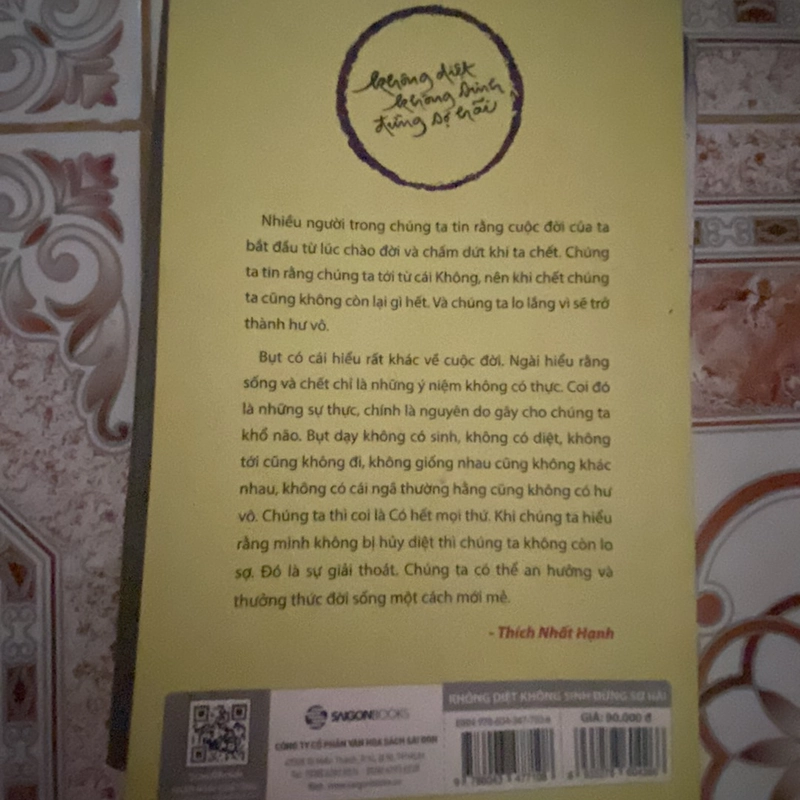 không diệt
không sinh
đừng sợ hãi
Nhiều người trong chúng ta tin rằng cuộc đời của ta
bắt đầu từ lúc chào đời và chấm dứt khi ta chết. Chúng
ta tin rằng chúng ta tới từ cái Không, nên khi chết chúng
ta cũng không còn lại gì hết. Và chúng ta lo lắng vì sẽ trở
thành hư vô.
Bụt có cái hiểu rất khác về cuộc đời. Ngài hiểu rằng
sống và chết chỉ là những ý niệm không có thực. Coi đó
là những sự thực, chính là nguyên do gây cho chúng ta
khổ não. Bụt dạy không có sinh, không có diệt, không
tới cũng không đi, không giống nhau cũng không khác
nhau, không có cái ngã thường hằng cũng không có hư
vô. Chúng ta thì coi là Có hết mọi thứ. Khi chúng ta hiểu
rằng mình không bị hủy diệt thì chúng ta không còn lo
sợ. Đó là sự giải thoát. Chúng ta có thể an hưởng và
thưởng thức đời sống một cách mới mẻ.
- Thích Nhất Hạnh
SAIGONBOOKS
CÔNG TY CỔ PHẦN VĂN HÓA SÁCH SÀI GÒN
KHÔNG DIỆT KHÔNG SINH ĐỪNG SỢ HÃI
GIÁ: 90.000 đ